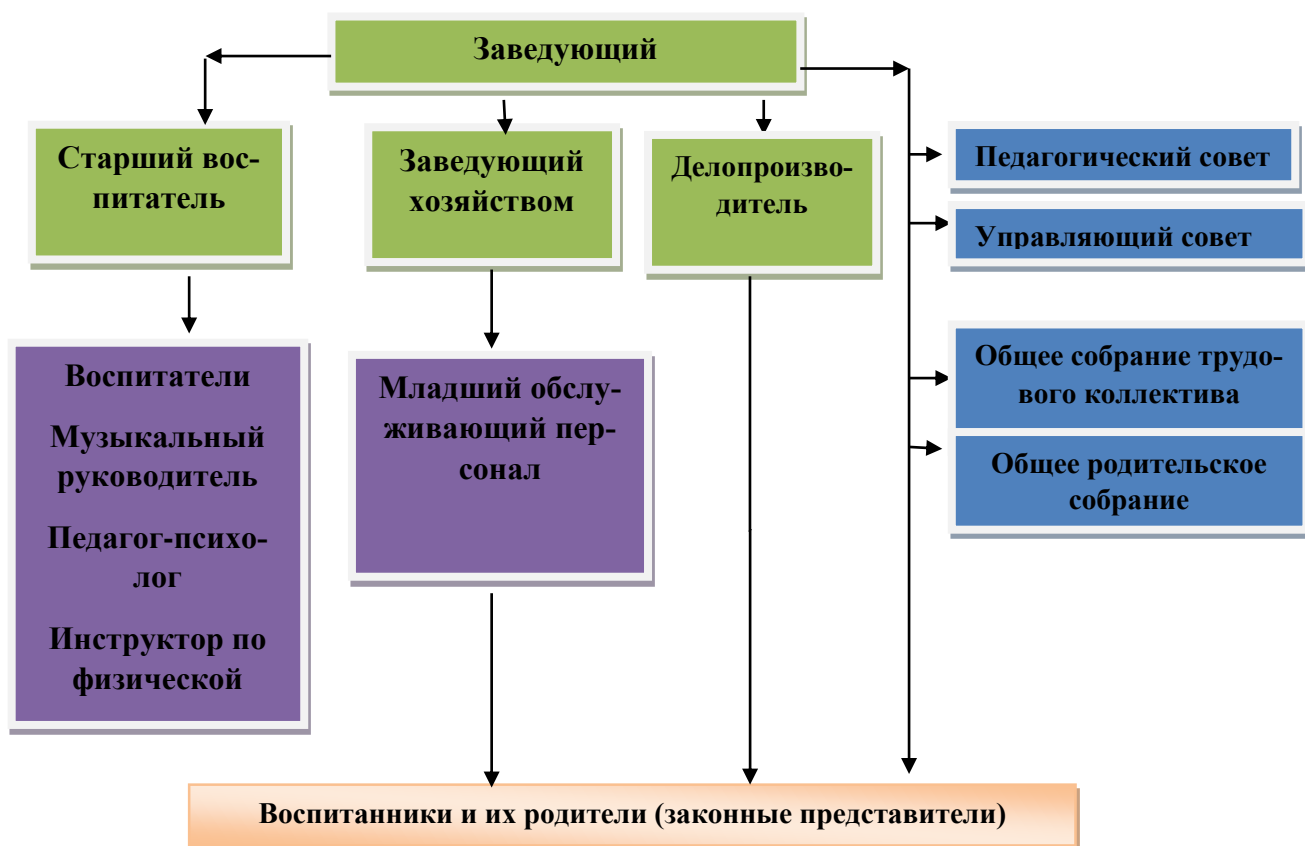 Заведующий
Старший вос-
питатель
Заведующий
хозяйством
Делопроизво-
дитель
Педагогический совет
Управляющий совет
Общее собрание трудо-
вого коллектива
Общее родительское
собрание
Воспитатели
Музыкальный
руководитель
Педагог-психо-
лог
Инструктор по
физической
Младший обслу-
живающий пер-
сонал
Воспитанники и их родители (законные представители)